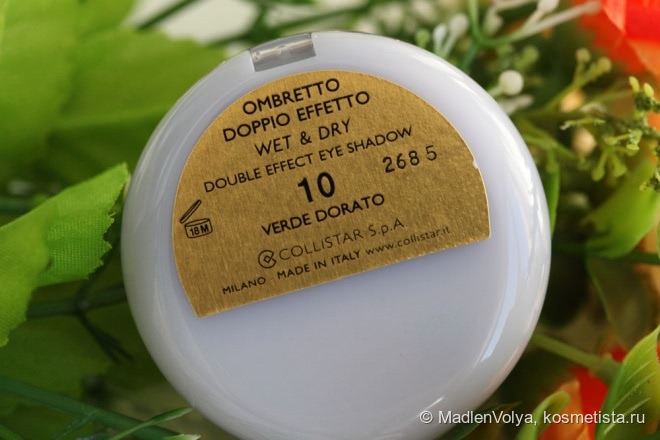 OMBRETTO
DOPPIO EFFETTO
WET & DRY
DOUBLE EFFECT EYE SHADOW
10 2685
VERDE DORATO
18M
COLLISTAR S.p.A.
MILANO - MADE IN ITALY www.collistar.it
© MadlenVolya, kosmetista.ru